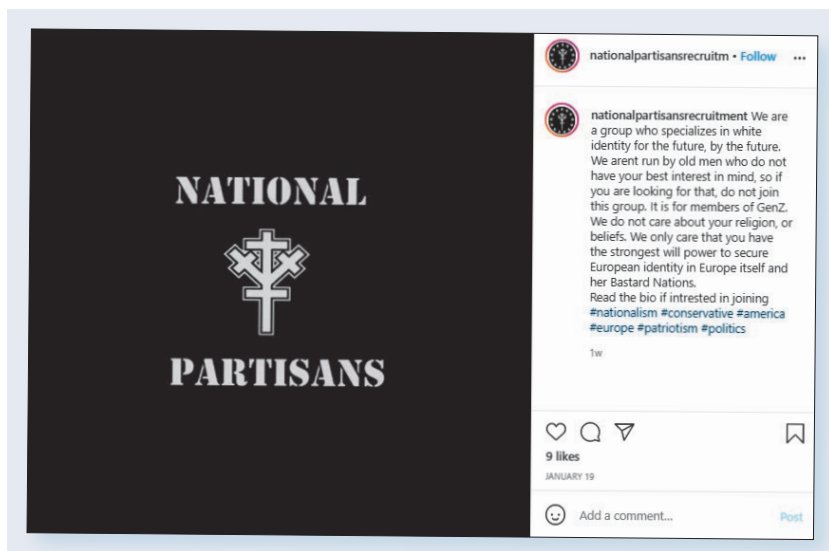 NATIONAL
PARTISANS
nationalpartisansrecruitm • Follow
nationalpartisansrecruitment We are
a group who specializes in white
identity for the future, by the future.
We arent run by old men who do not
have your best interest in mind, so if
you are looking for that, do not join
this group. It is for members of GenZ.
We do not care about your religion, or
beliefs. We only care that you have
the strongest will power to secure
European identity in Europe itself and
her Bastard Nations.
Read the bio if intrested in joining
#nationalism #conservative #america
#europe #patriotism #politics
1w
9 likes
JANUARY 19
Add a comment...
Post